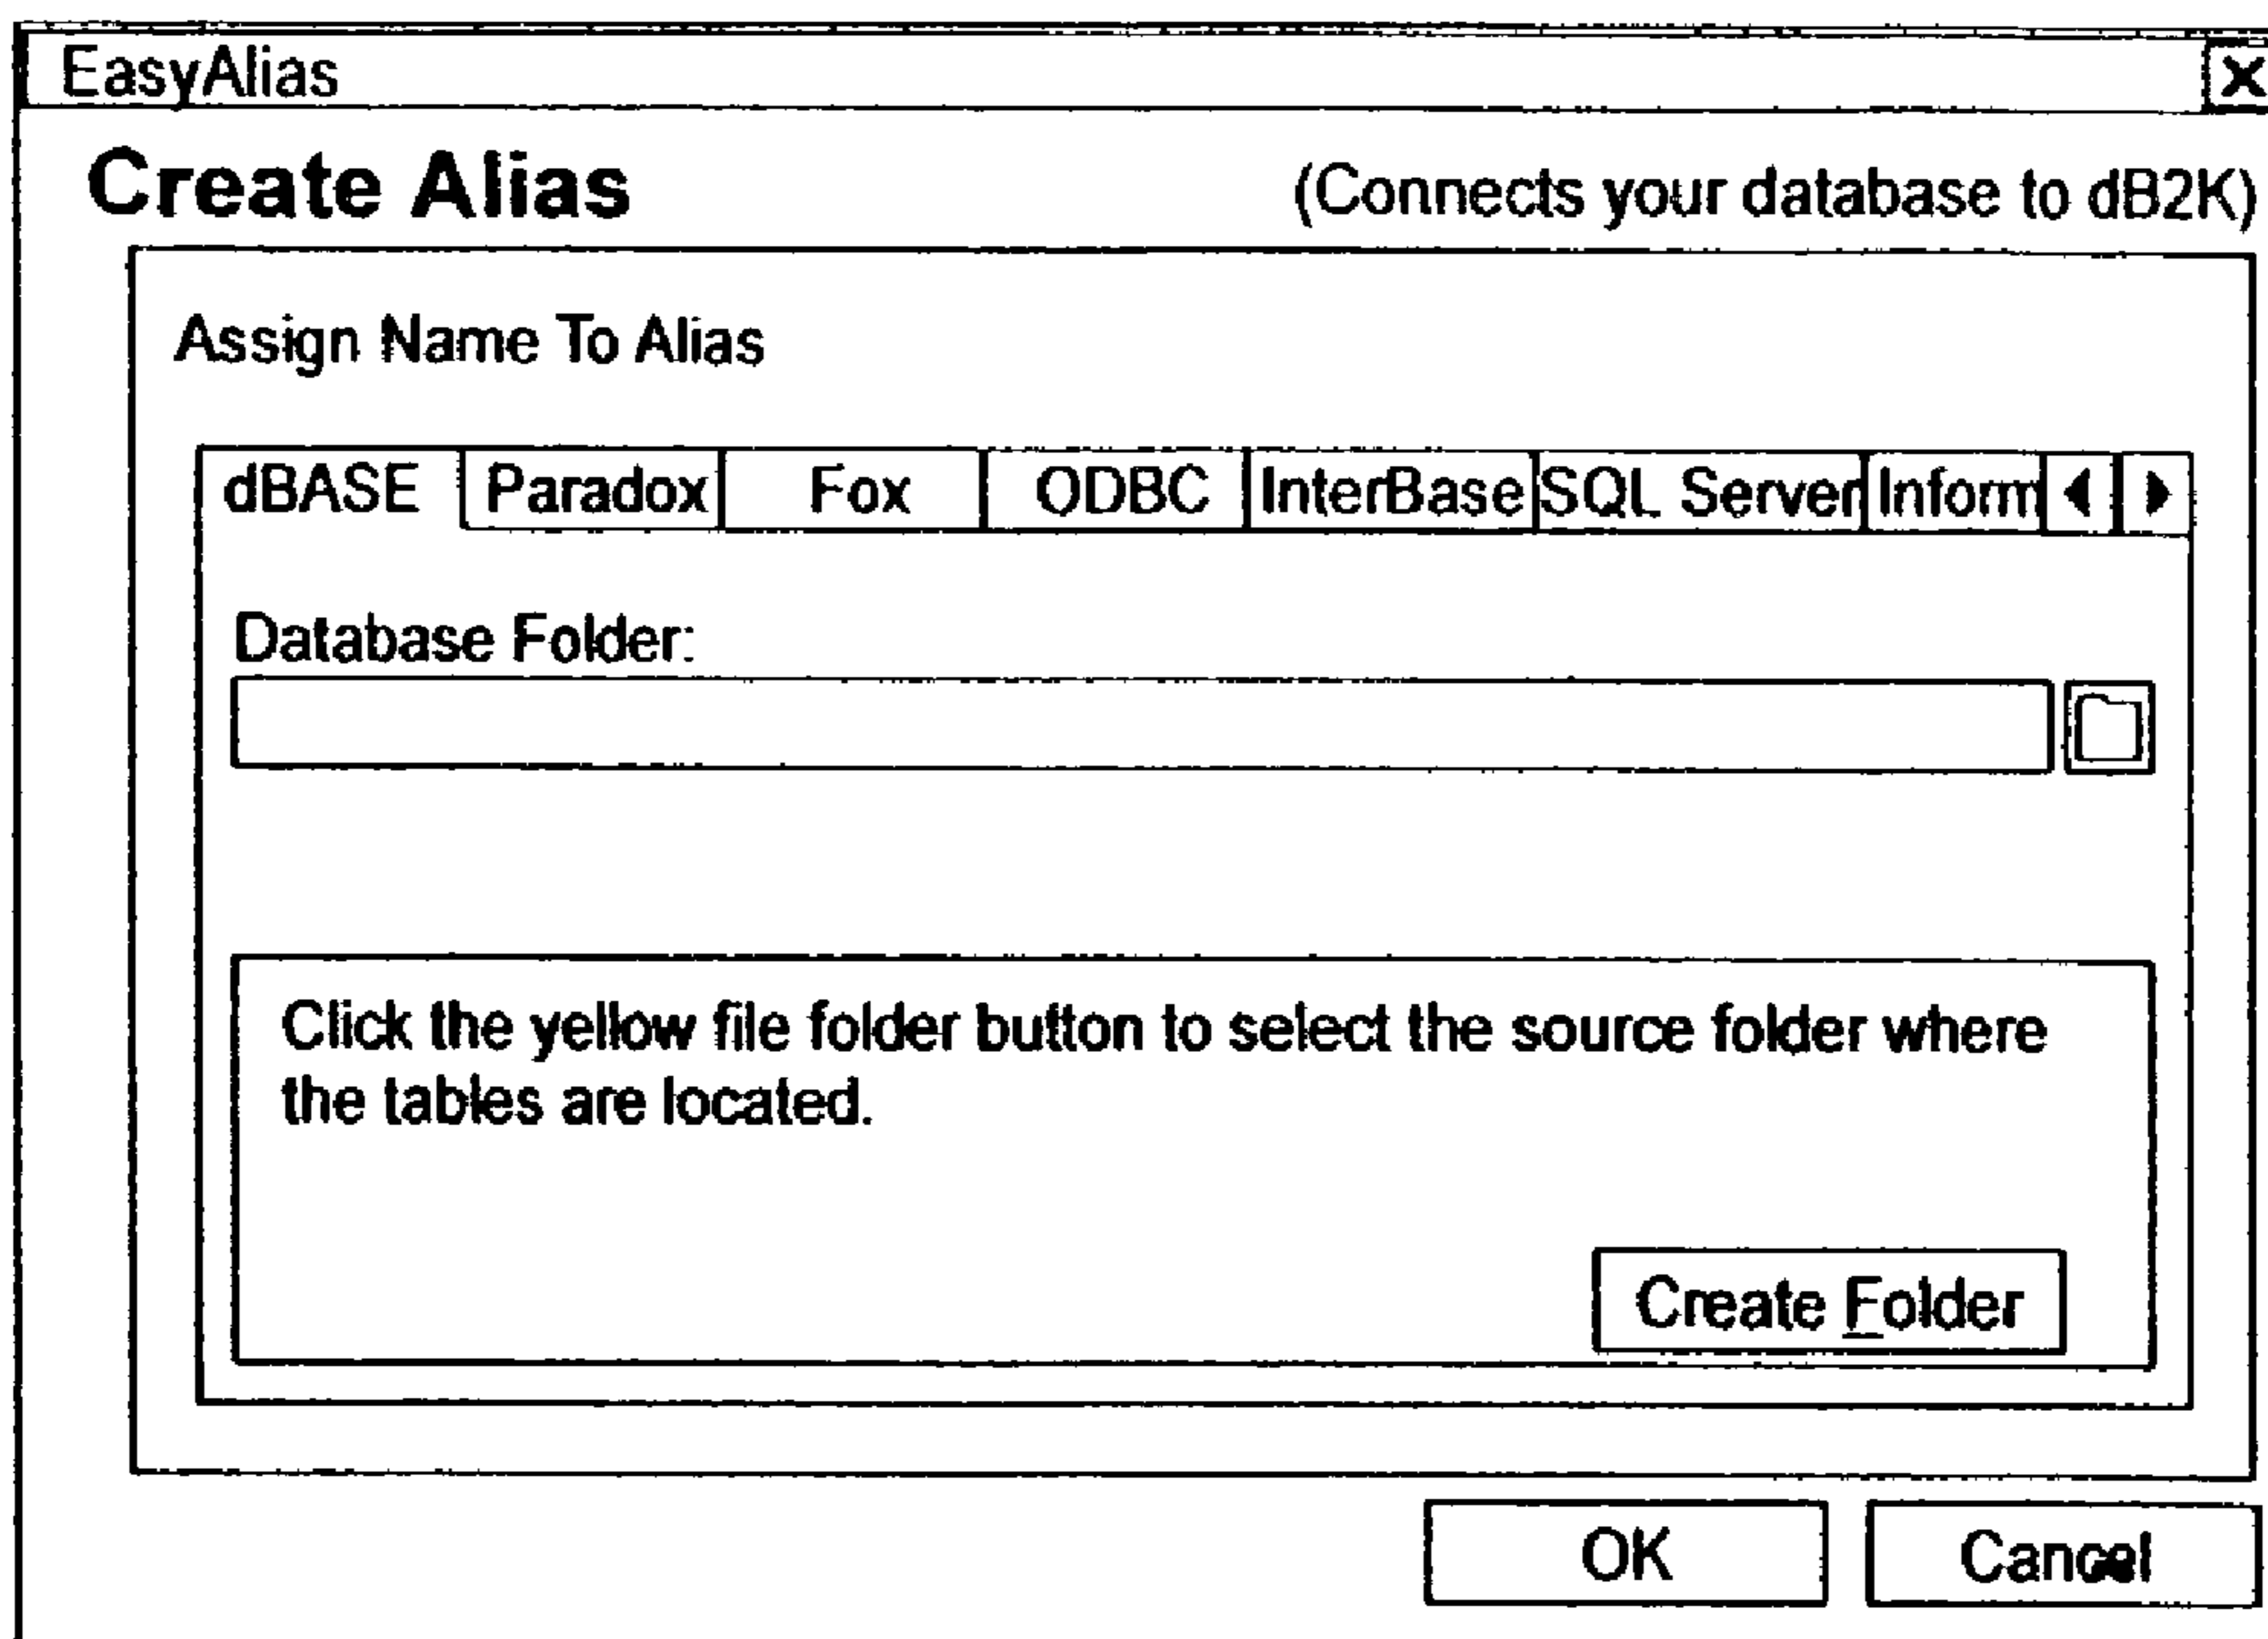 EasyAlias
Create Alias (Connects your database to dB2K)
Assign Name To Alias
dBASE Paradox Fox ODBC InterBase SQL Server Inform
Database Folder:
Click the yellow file folder button to select the source folder where
the tables are located.
Create Folder
OK Cancel